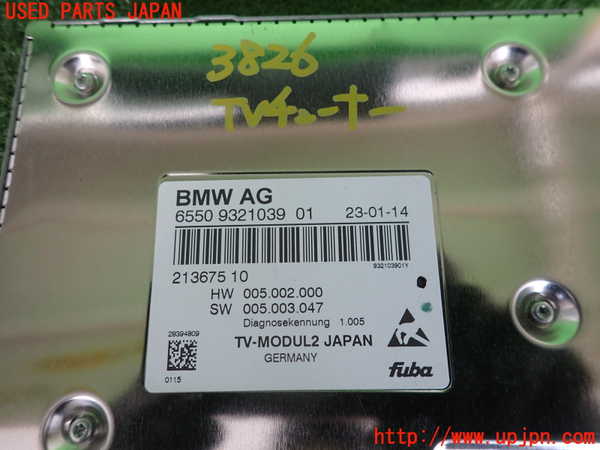 USED PARTS JAPAN
3826
TVチューナー
BMW AG
6550 9321039 01 23-01-14
932103901Y
213675 10
HW 005.002.000
SW 005.003.047
Diagnosekennung 1.005
28394809
TV-MODUL2 JAPAN
GERMANY
0115
fuba
http://www.upjpn.com